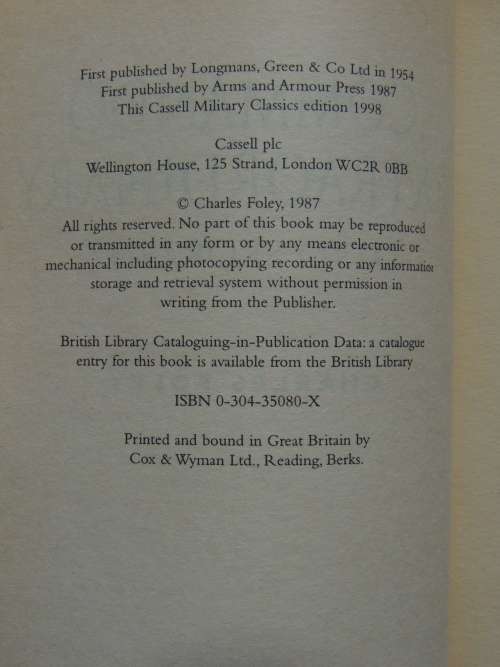 First published by Longmans, Green & Co Ltd in 1954
First published by Arms and Armour Press 1987
This Cassell Military Classics edition 1998
Cassell plc
Wellington House, 125 Strand, London WC2R 0BB
© Charles Foley, 1987
All rights reserved. No part of this book may be reproduced
or transmitted in any form or by any means electronic or
mechanical including photocopying recording or any information
storage and retrieval system without permission in
writing from the Publisher.
British Library Cataloguing-in-Publication Data: a catalogue
entry for this book is available from the British Library
ISBN 0-304-35080-X
Printed and bound in Great Britain by
Cox & Wyman Ltd., Reading, Berks.